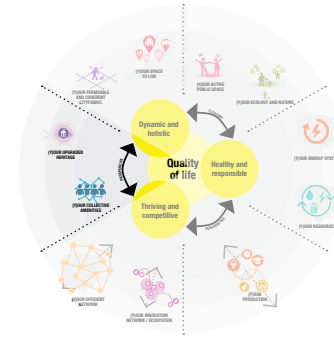 (Y)OUR SPACE
TO LIVE
(Y)OUR ACTIVE
PUBLIC SPACE
(Y)OUR PERMEABLE
AND COHERENT
CITYFABRIC
(Y)OUR ECOLOGY AND NATURE
Dynamic and
holistic
(Y)OUR UPGRADED
HERITAGE
(Y)OUR ENERGY SYST
Quality
of life
Healthy and
responsible
(Y)OUR COLLECTIVE
AMENITIES
Thriving and
competitive
(Y)OUR RESOURCES
(Y)OUR EFFICIENT
NETWORK
(Y)OUR
PRODUCTION
(Y)OUR INNOVATION
NETWORK / ECOSYSTEM